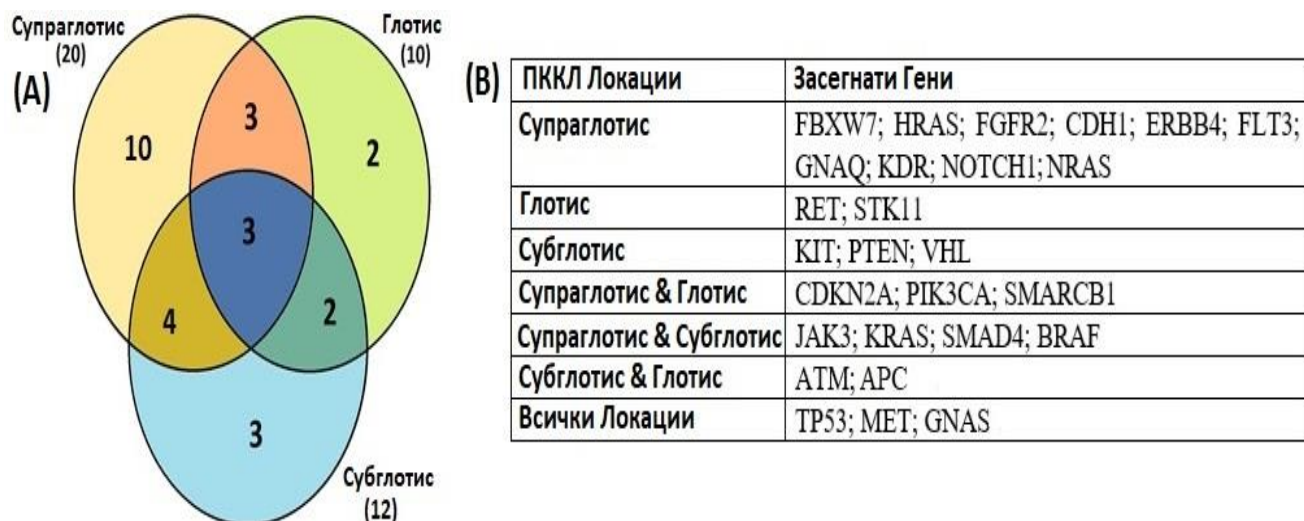 Супраглотис
(20)
Глотис
(10)
(A)
3
10
2
3
4
2
3
Субглотис
(12)
(B)
ПККЛ Локации Засегнати Гени
Супраглотис FBXW7; HRAS; FGFR2; CDH1; ERBB4; FLT3;
GNAQ; KDR; NOTCH1; NRAS
Глотис RET; STK11
Субглотис KIT; PTEN; VHL
Супраглотис & Глотис CDKN2A; PIK3CA; SMARCB1
Супраглотис & Субглотис JAK3; KRAS; SMAD4; BRAF
Субглотис & Глотис ATM; APC
Всички Локации TP53; MET; GNAS